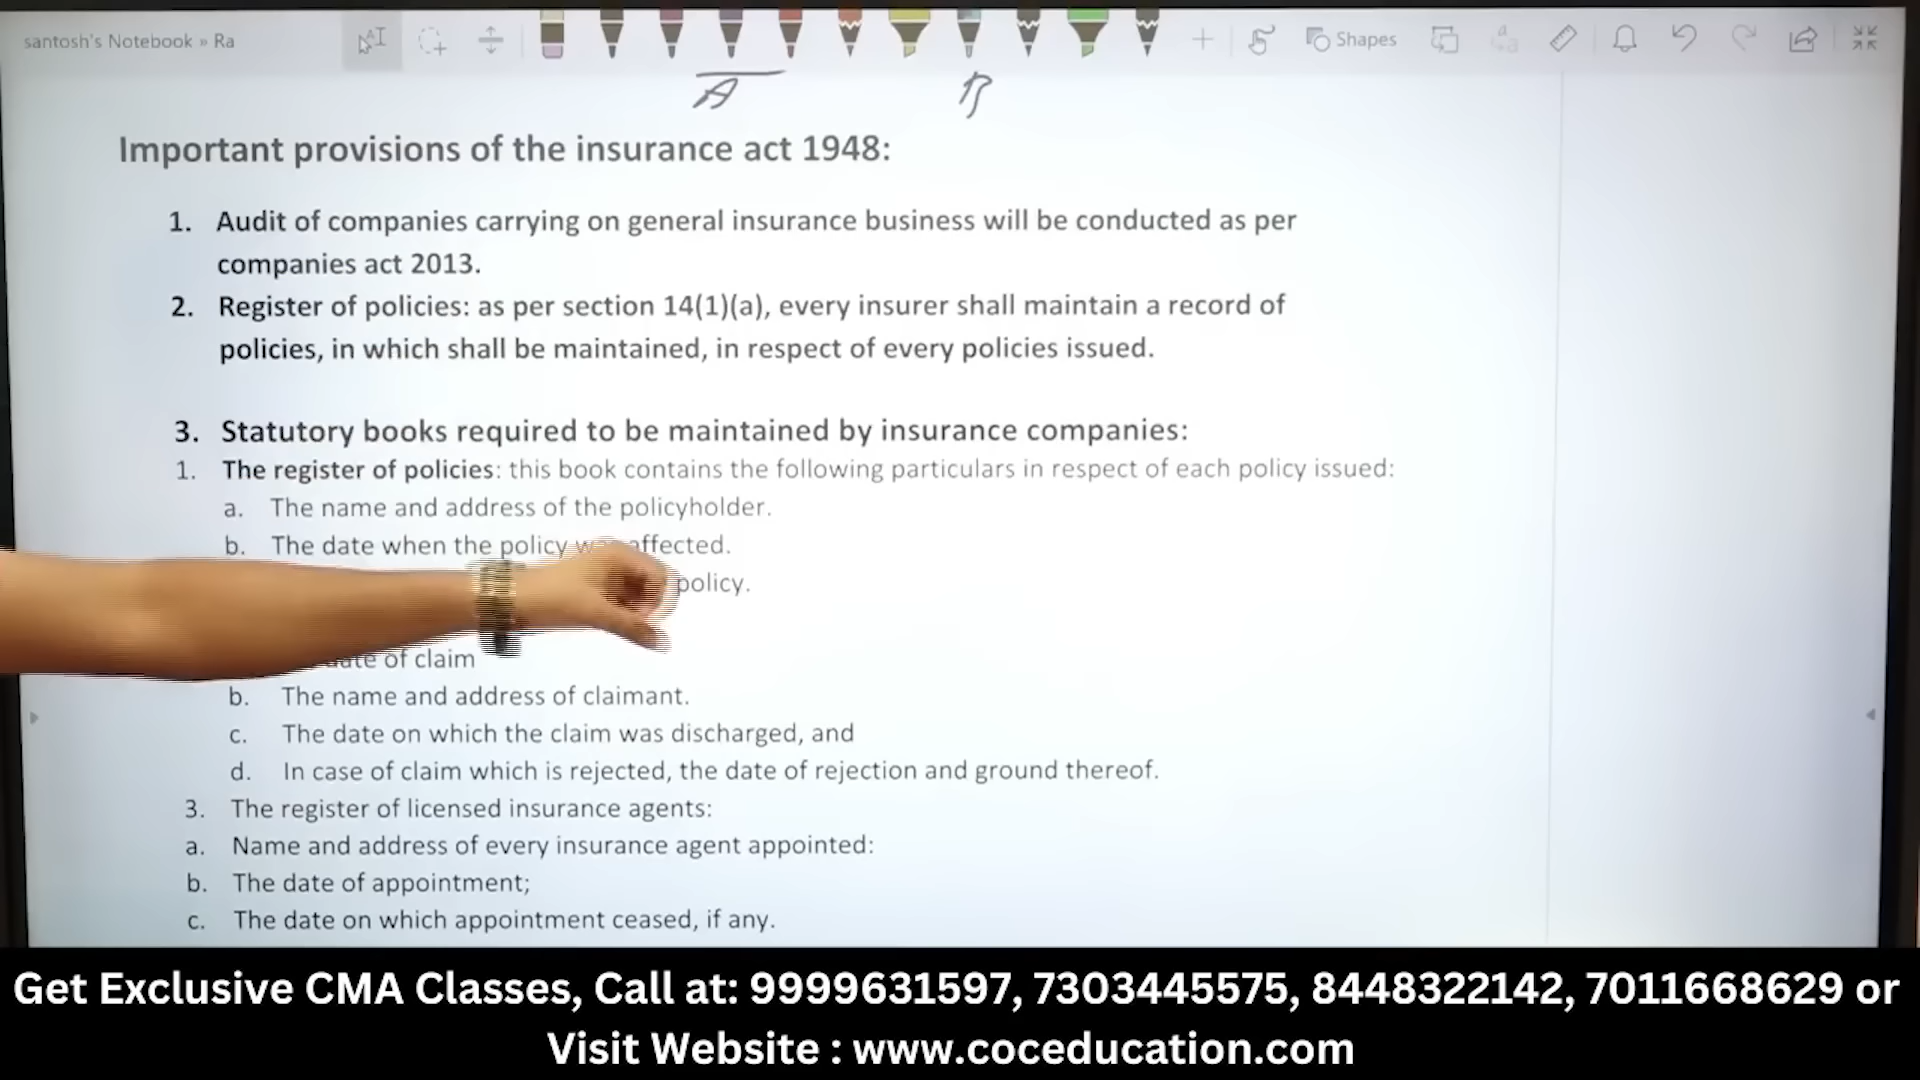 santosh's Notebook » Ra
Shapes
A B
Important provisions of the insurance act 1948:
1. Audit of companies carrying on general insurance business will be conducted as per
companies act 2013.
2. Register of policies: as per section 14(1)(a), every insurer shall maintain a record of
policies, in which shall be maintained, in respect of every policies issued.
3. Statutory books required to be maintained by insurance companies:
1. The register of policies: this book contains the following particulars in respect of each policy issued:
a. The name and address of the policyholder.
b. The date when the policy affected.
policy.
of claim
b. The name and address of claimant.
c. The date on which the claim was discharged, and
d. In case of claim which is rejected, the date of rejection and ground thereof.
3. The register of licensed insurance agents:
a. Name and address of every insurance agent appointed:
b. The date of appointment;
c. The date on which appointment ceased, if any.
Get Exclusive CMA Classes, Call at: 9999631597, 7303445575, 8448322142, 7011668629 or
Visit Website : www.coceducation.com